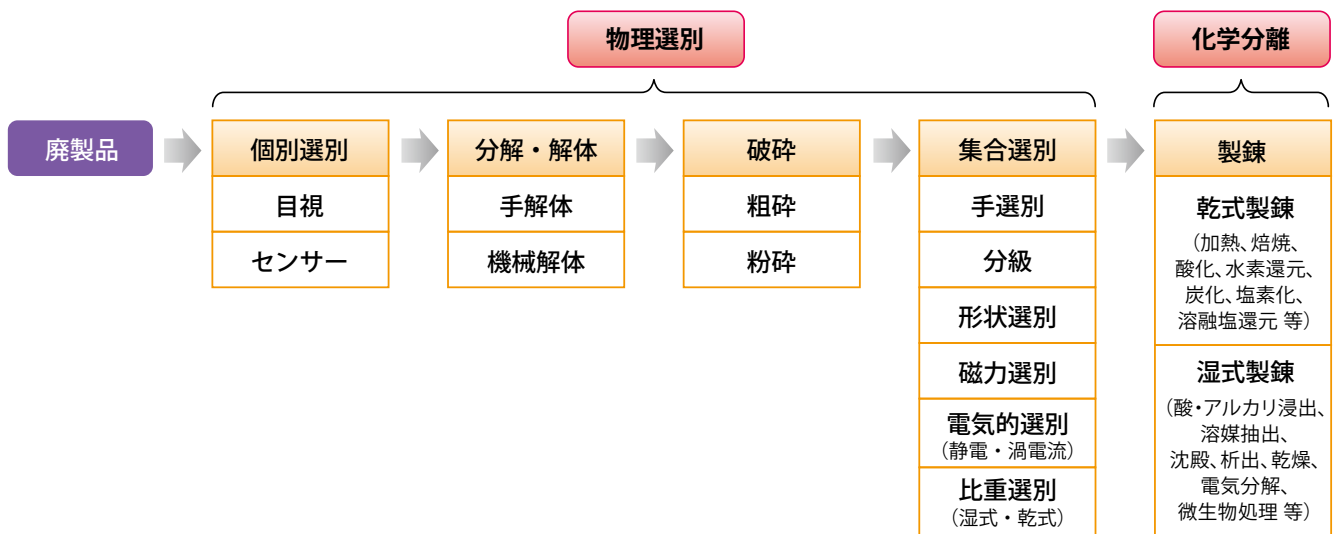 物理選別
化学分離
廃製品
個別選別
目視
センサー
分解・解体
手解体
機械解体
破砕
粗砕
粉砕
集合選別
手選別
分級
形状選別
磁力選別
電気的選別
（静電・渦電流）
比重選別
（湿式・乾式）
製錬
乾式製錬
（加熱、焙焼、
酸化、水素還元、
炭化、塩素化、
溶融塩還元 等）
湿式製錬
（酸・アルカリ浸出、
溶媒抽出、
沈殿、析出、乾燥、
電気分解、
微生物処理 等）